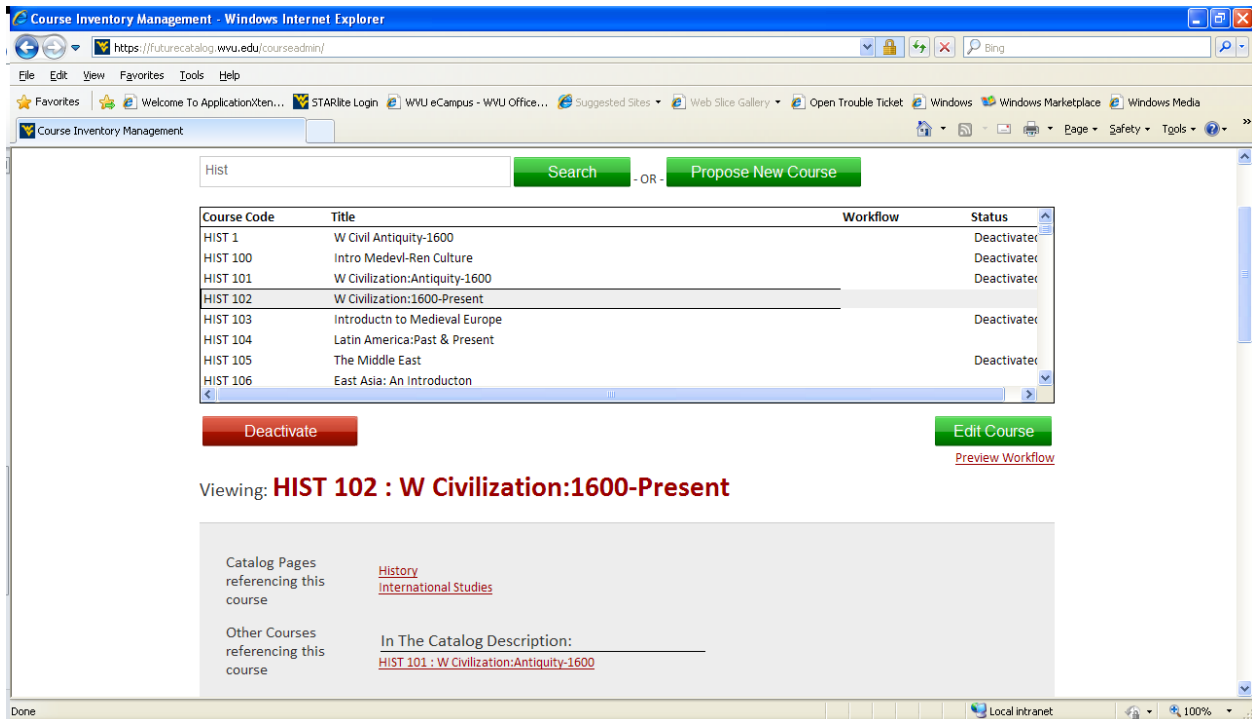 Course Inventory Management - Windows Internet Explorer
https://futurecatalog.wvu.edu/courseadmin/
Bing
File Edit View Favorites Tools Help
Favorites Welcome To ApplicationXten... STARlite Login WVU eCampus - WVU Office... Suggested Sites Web Slice Gallery Open Trouble Ticket Windows Windows Marketplace Windows Media
Course Inventory Management Page Safety Tools
Hist Search - OR - Propose New Course
Course Code Title Workflow Status
HIST 1 W Civil Antiquity-1600 Deactivated
HIST 100 Intro Medevl-Ren Culture Deactivated
HIST 101 W Civilization:Antiquity-1600 Deactivated
HIST 102 W Civilization:1600-Present
HIST 103 Introductn to Medieval Europe Deactivated
HIST 104 Latin America:Past & Present
HIST 105 The Middle East Deactivated
HIST 106 East Asia: An Introducton
Deactivate Edit Course
Preview Workflow
Viewing: HIST 102 : W Civilization:1600-Present
Catalog Pages
referencing this
course
History
International Studies
Other Courses
referencing this
course
In The Catalog Description:
HIST 101 : W Civilization:Antiquity-1600
Done Local intranet 100%